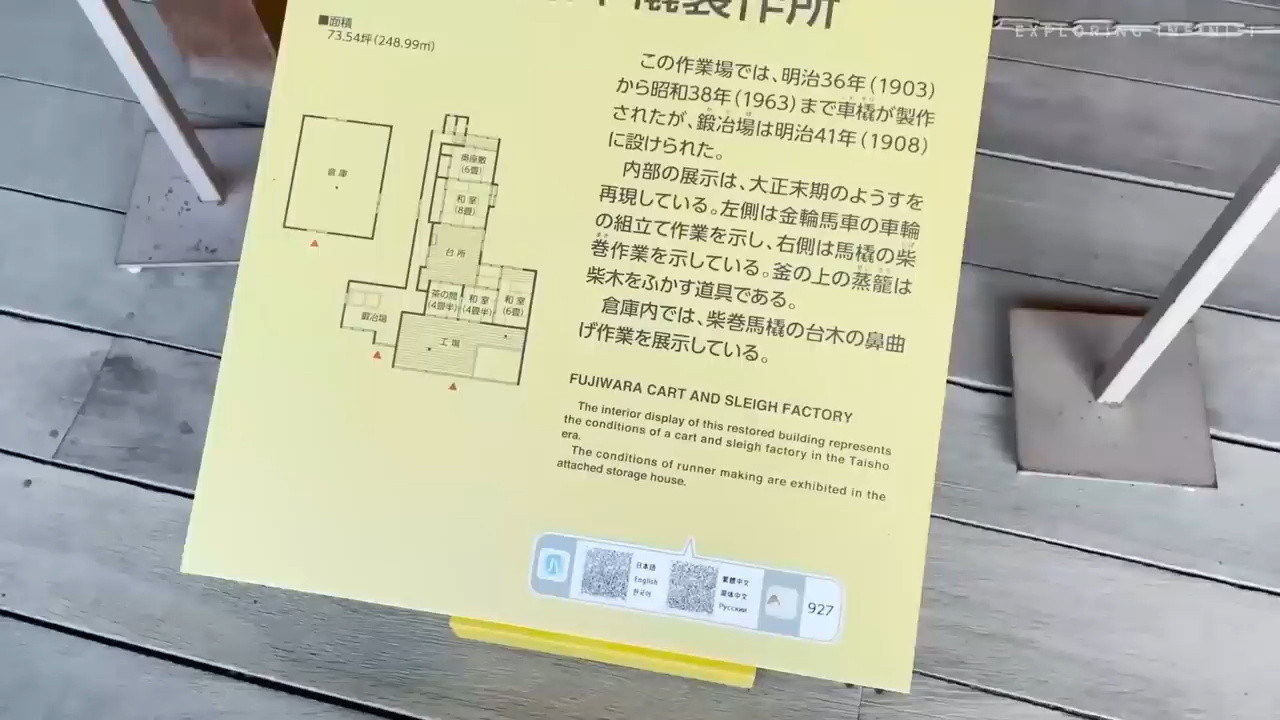 橇製作所
EXPLORING INFINITI
■面積
73.54坪(248.99㎡)
この作業場では、明治36年(1903)
から昭和38年(1963)まで車橇が製作
されたが、鍛冶場は明治41年(1908)
に設けられた。
内部の展示は、大正末期のようすを
再現している。左側は金輪馬車の車輪
の組立て作業を示し、右側は馬橇の柴
巻作業を示している。釜の上の蒸籠は
柴木をふかす道具である。
倉庫内では、柴巻馬橇の台木の鼻曲
げ作業を展示している。
倉庫
奥座敷
(6畳)
和室
(8畳)
台所
茶の間
(4畳半)
和室
(4畳半)
和室
(6畳)
鍛冶場
工場
FUJIWARA CART AND SLEIGH FACTORY
The interior display of this restored building represents
the conditions of a cart and sleigh factory in the Taisho
era.
The conditions of runner making are exhibited in the
attached storage house.
日本語
English
한국어
繁體中文
简体中文
Русский
927